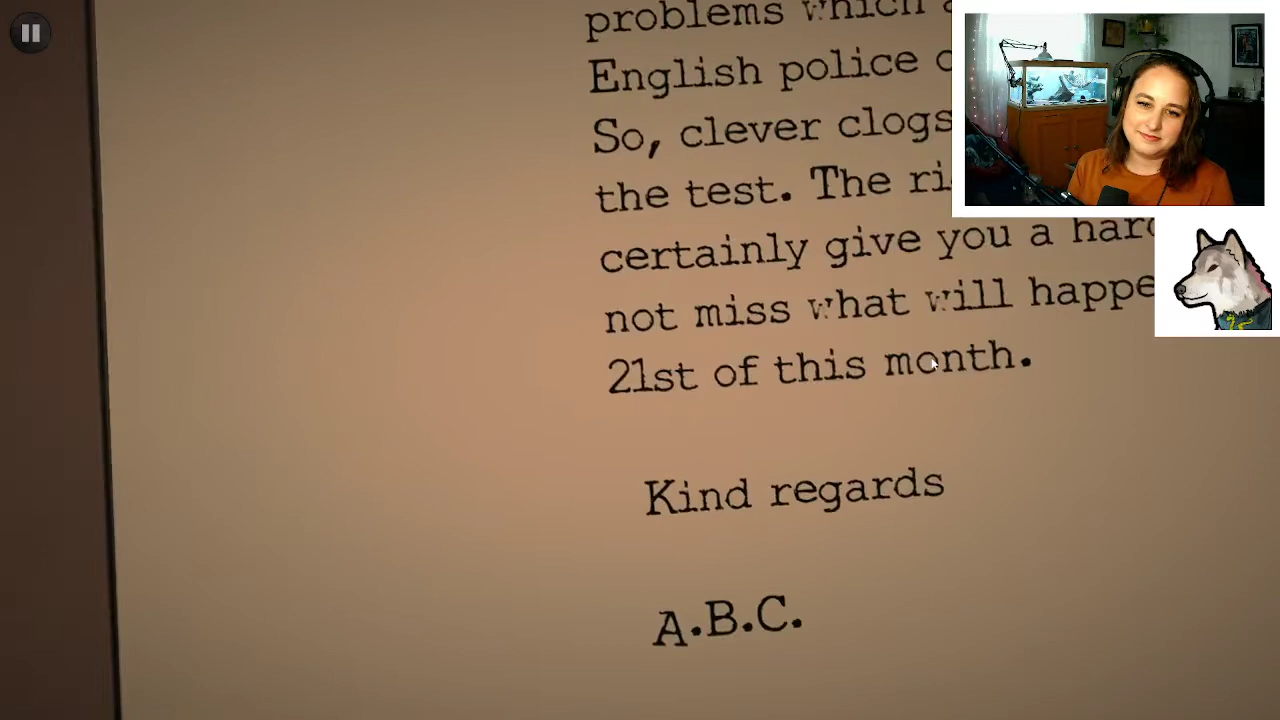 problems which
English police
So, clever clogs
the test. The
certainly give you a
not miss what will
21st of this month.
Kind regards
A.B.C.